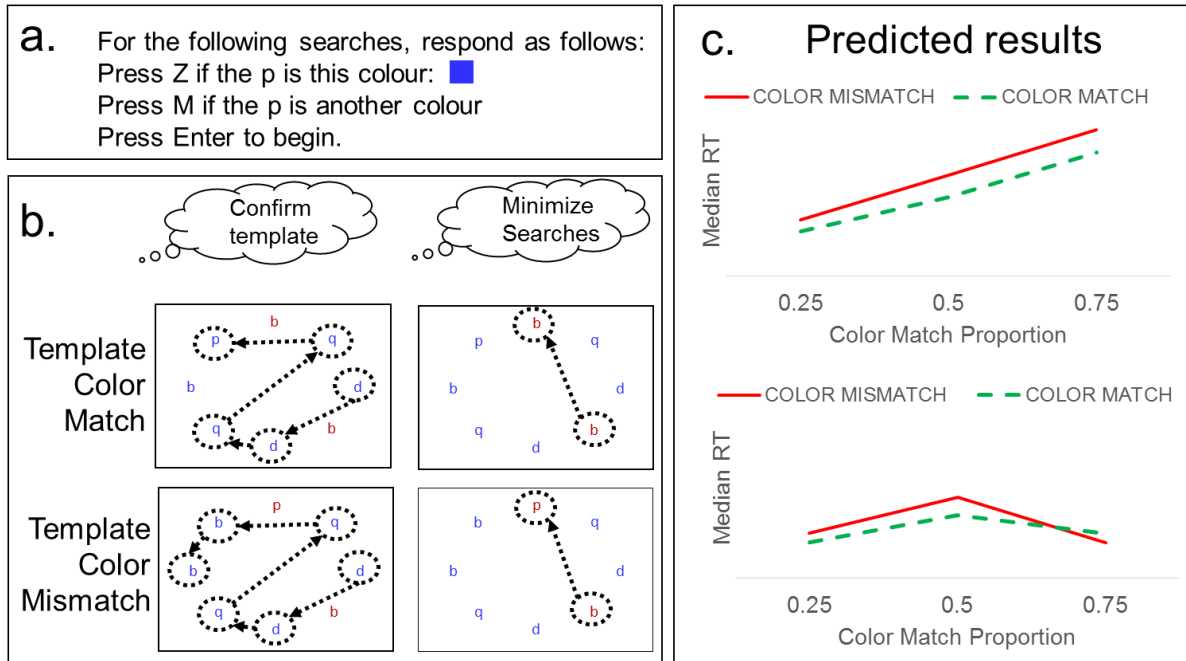 a.
For the following searches, respond as follows:
Press Z if the p is this colour:
Press M if the p is another colour
Press Enter to begin.
b.
Confirm
template
Minimize
Searches
Template
Color
Match
b
p
q
b
d
q
b
d
b
p
q
b
d
q
b
d
Template
Color
Mismatch
p
b
q
b
d
q
b
d
p
b
q
b
d
q
b
d
c.
Predicted results
COLOR MISMATCH COLOR MATCH
Median RT
0.25 0.5 0.75
Color Match Proportion
COLOR MISMATCH COLOR MATCH
Median RT
0.25 0.5 0.75
Color Match Proportion